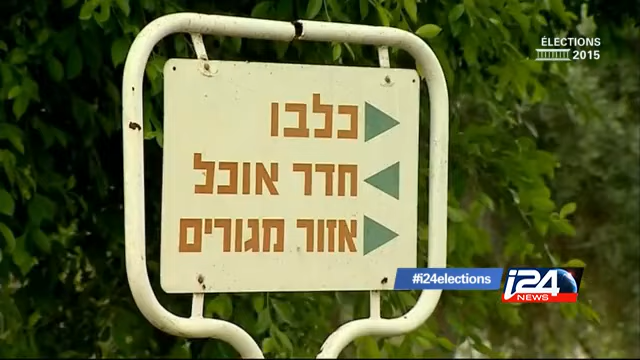 ÉLECTIONS
2015
כלבו
חדר אוכל
אזור מגורים
#i24elections
i24
NEWS